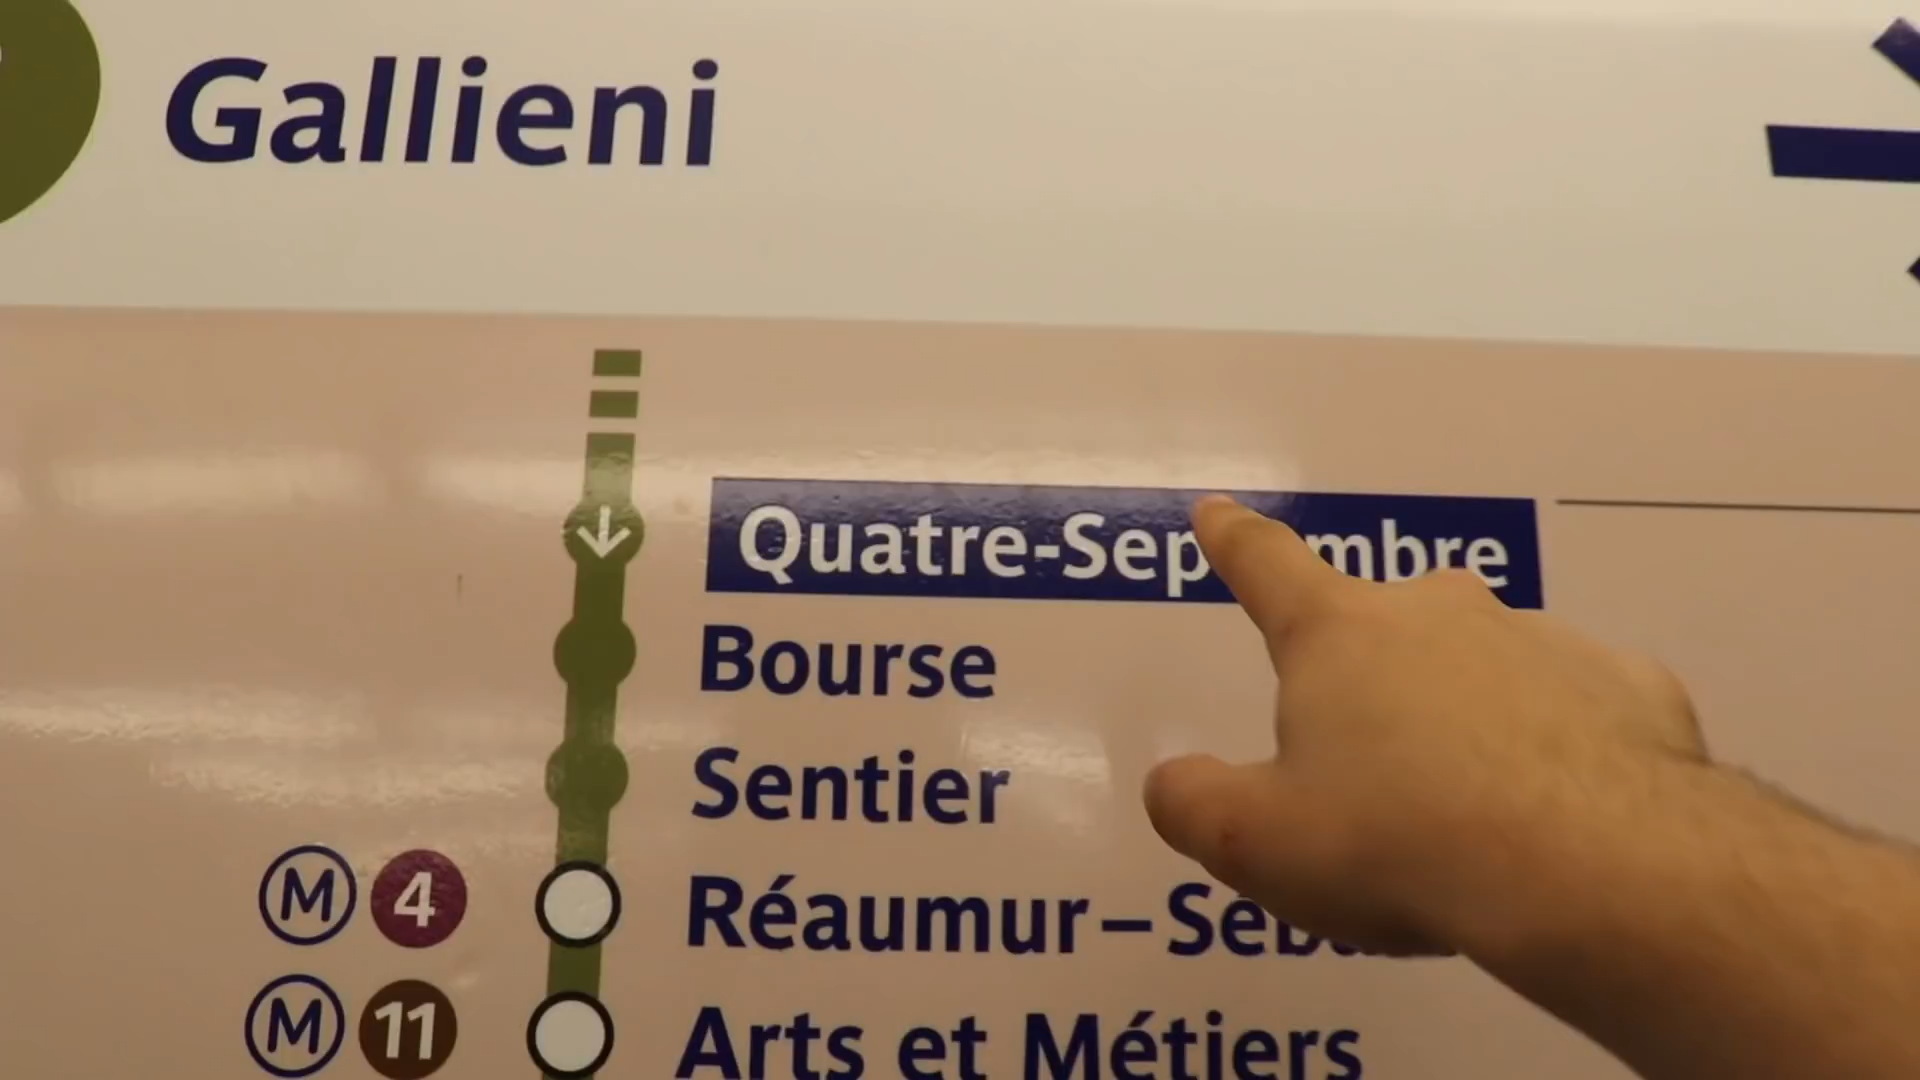 Gallieni
Quatre-Sep mbre
Bourse
Sentier
M 4 Réaumur – Séb
M 11 Arts et Métiers